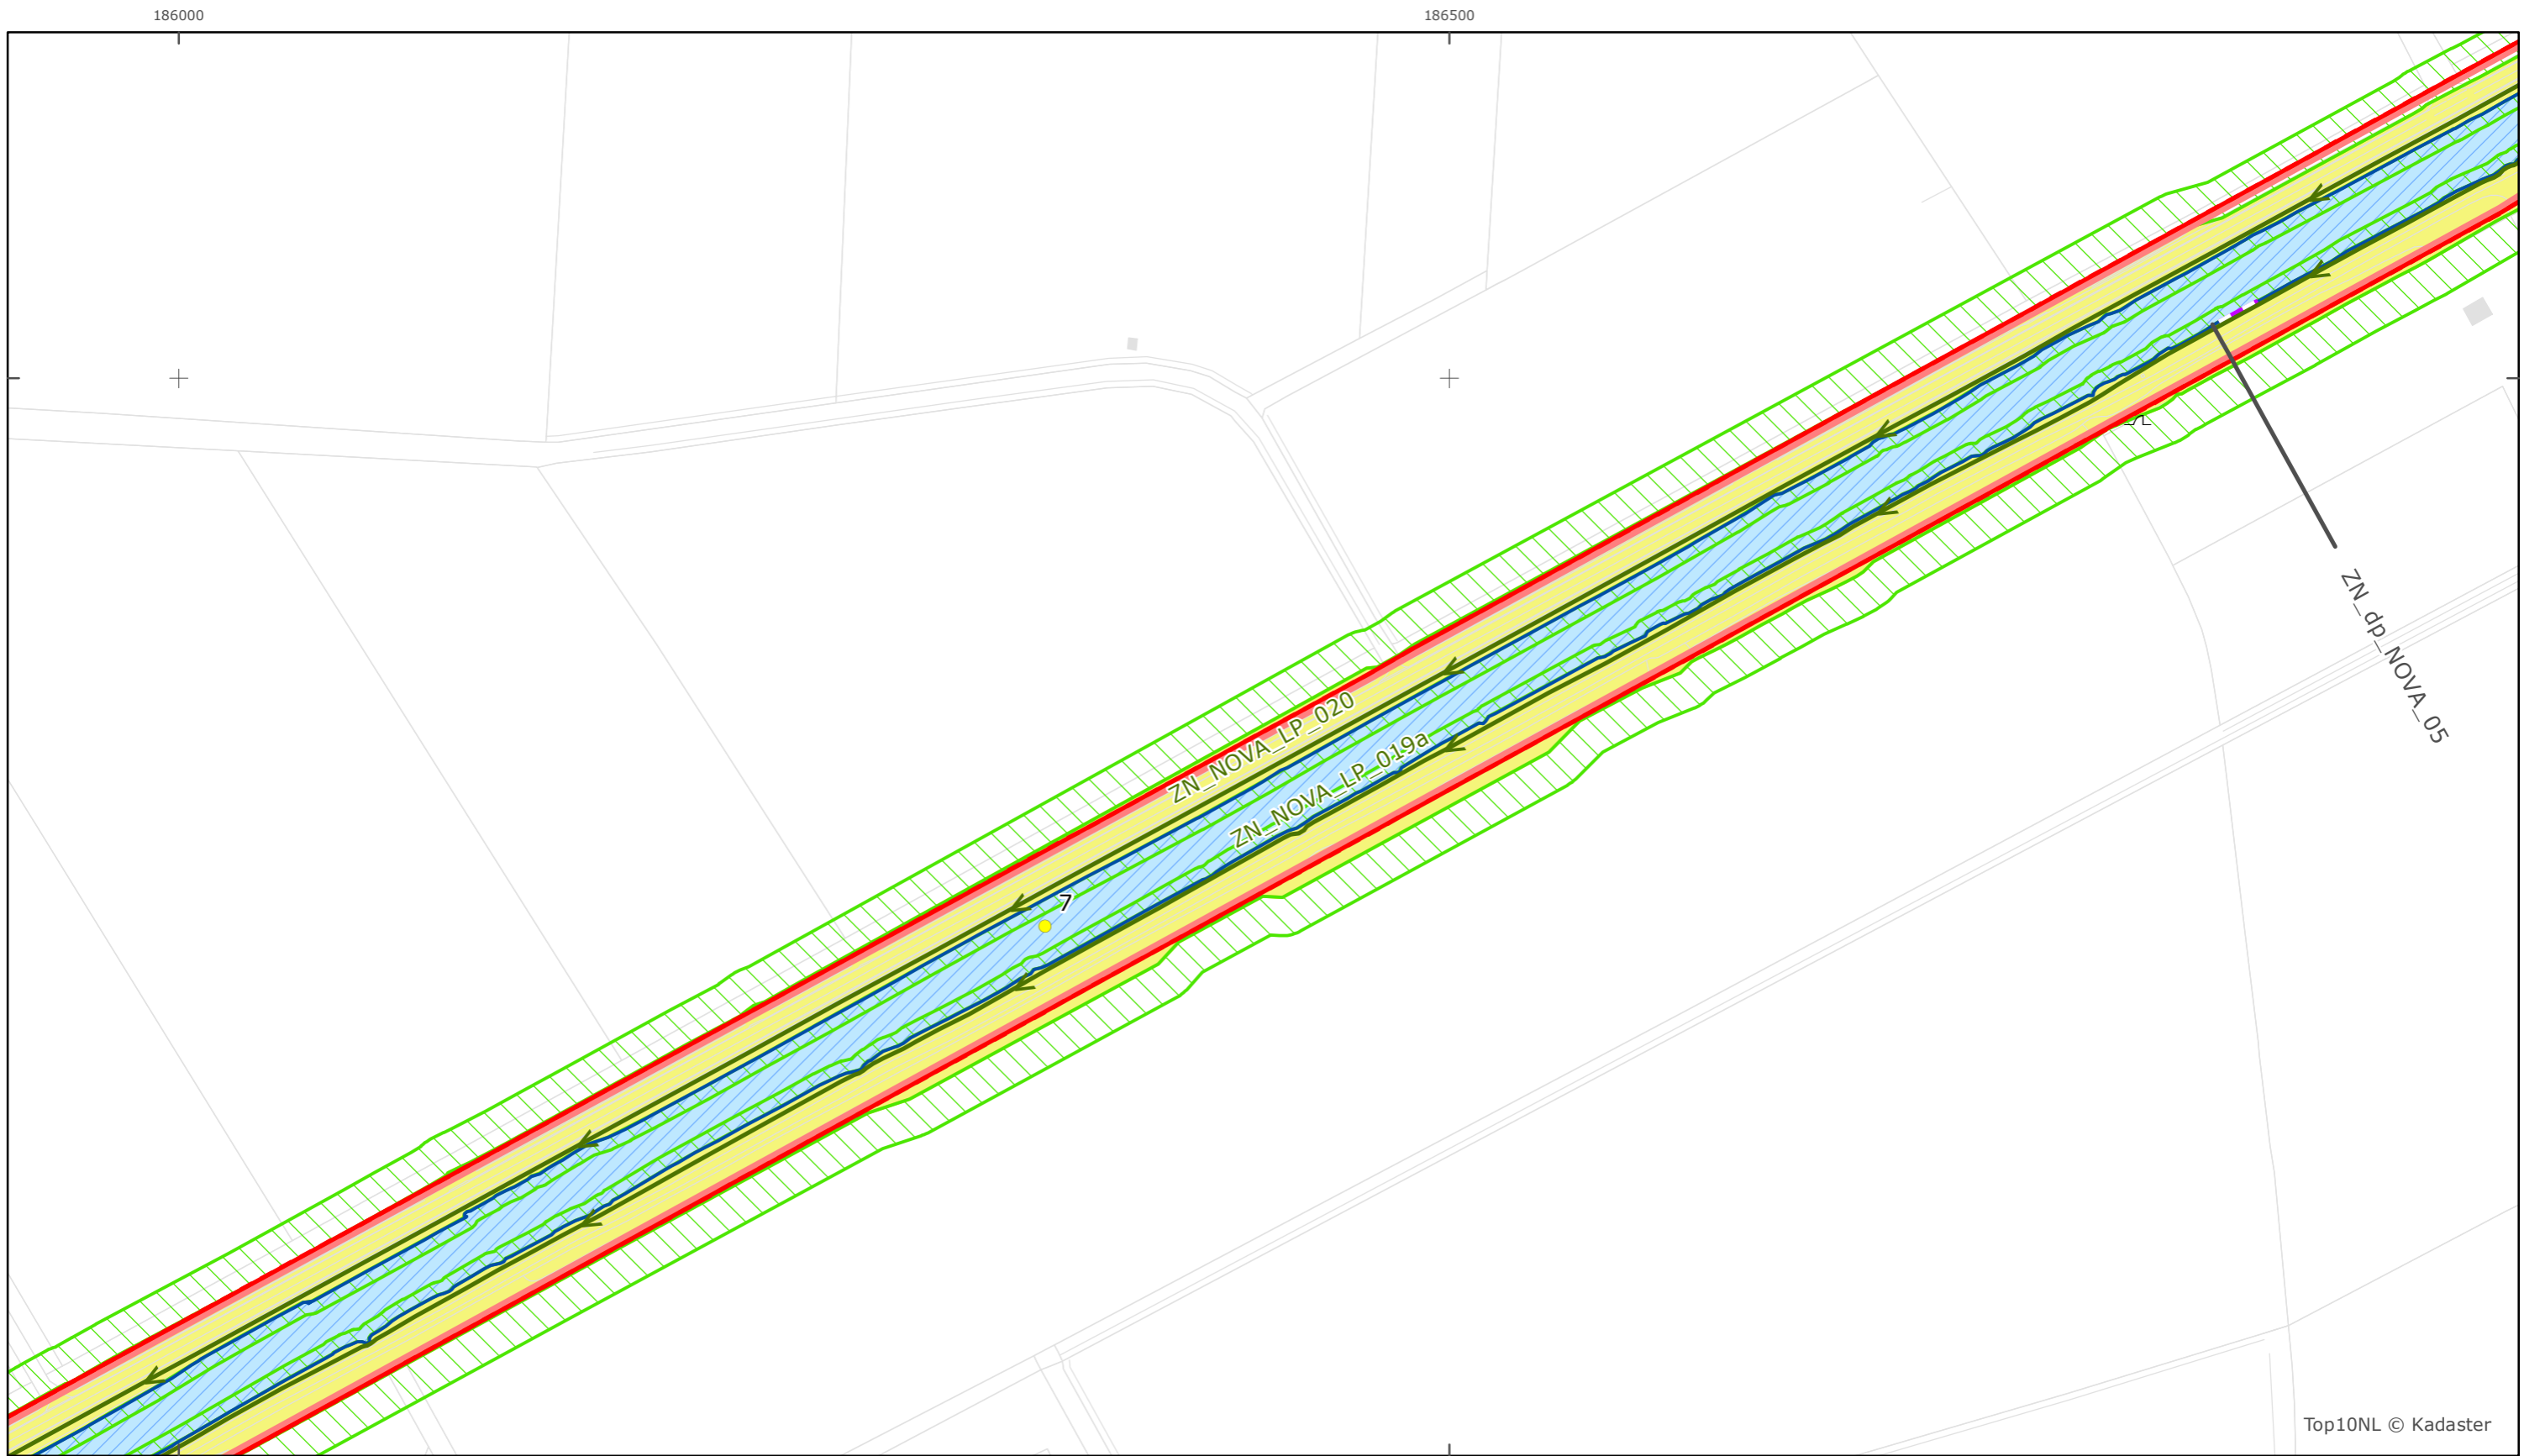 186000
186500
ZN_dp_NOVA_05
ZN_NOVA_LP_020
ZN_NOVA_LP_019a
7
Top10NL © Kadaster